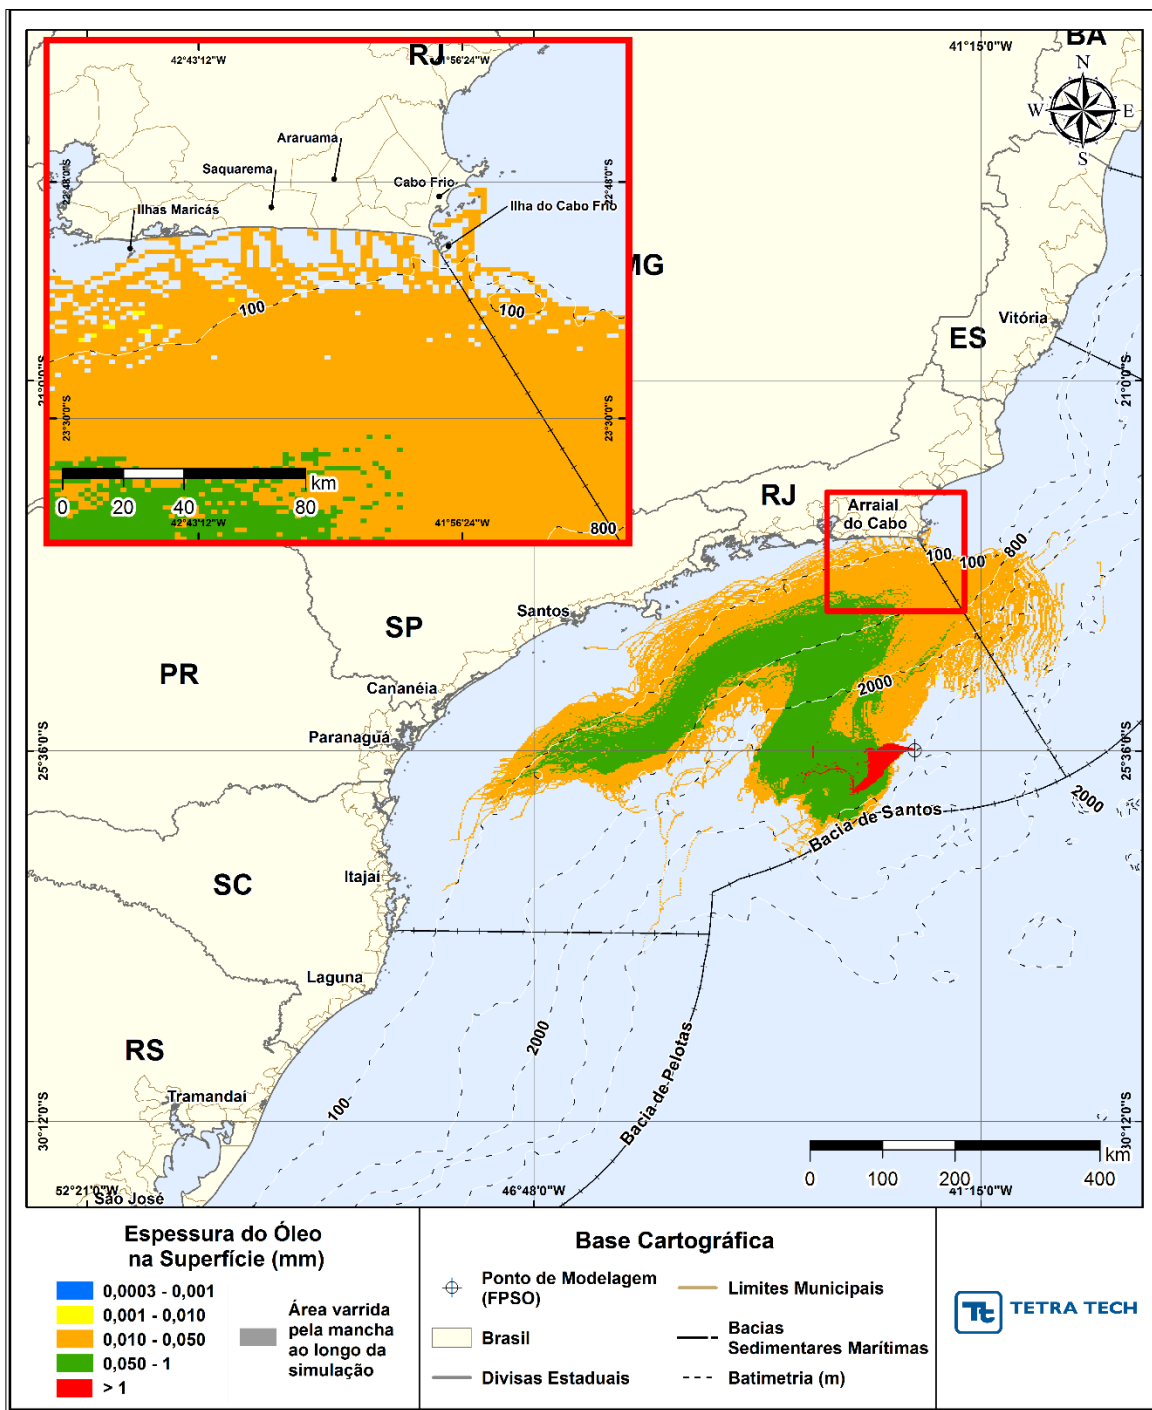 RJ
42°43'12"W
41°56'24"W
Araruama
Saquarema
Cabo Frio
Ilhas Maricás
Ilha do Cabo Frio
22°48'0"S
22°48'0"S
100
100
23°30'0"S
23°30'0"S
0 20 40 80
km
42°43'12"W
41°56'24"W
800
41°15'0"W
BA
N
W E
S
MG
Vitória
ES
21°0'0"S
21°0'0"S
RJ
Arraial
do Cabo
100
100
800
Santos
SP
PR
2000
Cananéia
Paranaguá
25°36'0"S
25°36'0"S
2000
Bacia de Santos
SC
Itajaí
Laguna
2000
RS
Bacia de Pelotas
Tramandaí
100
30°12'0"S
30°12'0"S
km
0 100 200 400
52°21'0"W
46°48'0"W
41°15'0"W
São José
Espessura do Óleo
na Superfície (mm)
0,0003 - 0,001
0,001 - 0,010
0,010 - 0,050
0,050 - 1
> 1
Área varrida
pela mancha
ao longo da
simulação
Base Cartográfica
Ponto de Modelagem
(FPSO)
Brasil
Divisas Estaduais
Limites Municipais
Bacias
Sedimentares Marítimas
Batimetria (m)
Tt TETRA TECH